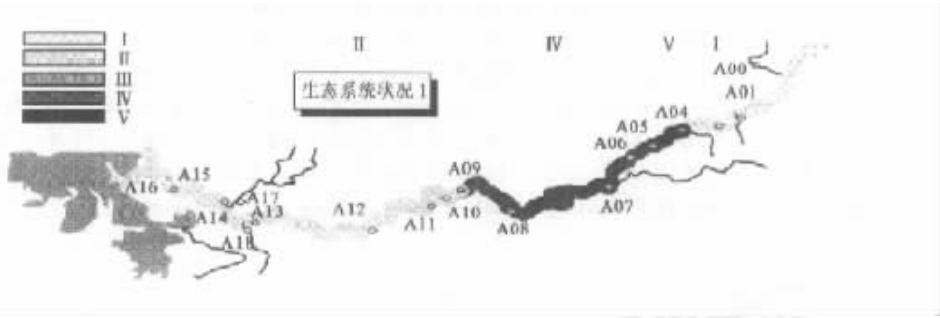 I
II
III
IV
V
II
IV
V
I
生态系统状况 1
A00
A01
A04
A05
A06
A07
A08
A09
A10
A11
A12
A13
A17
A18
A14
A15
A16